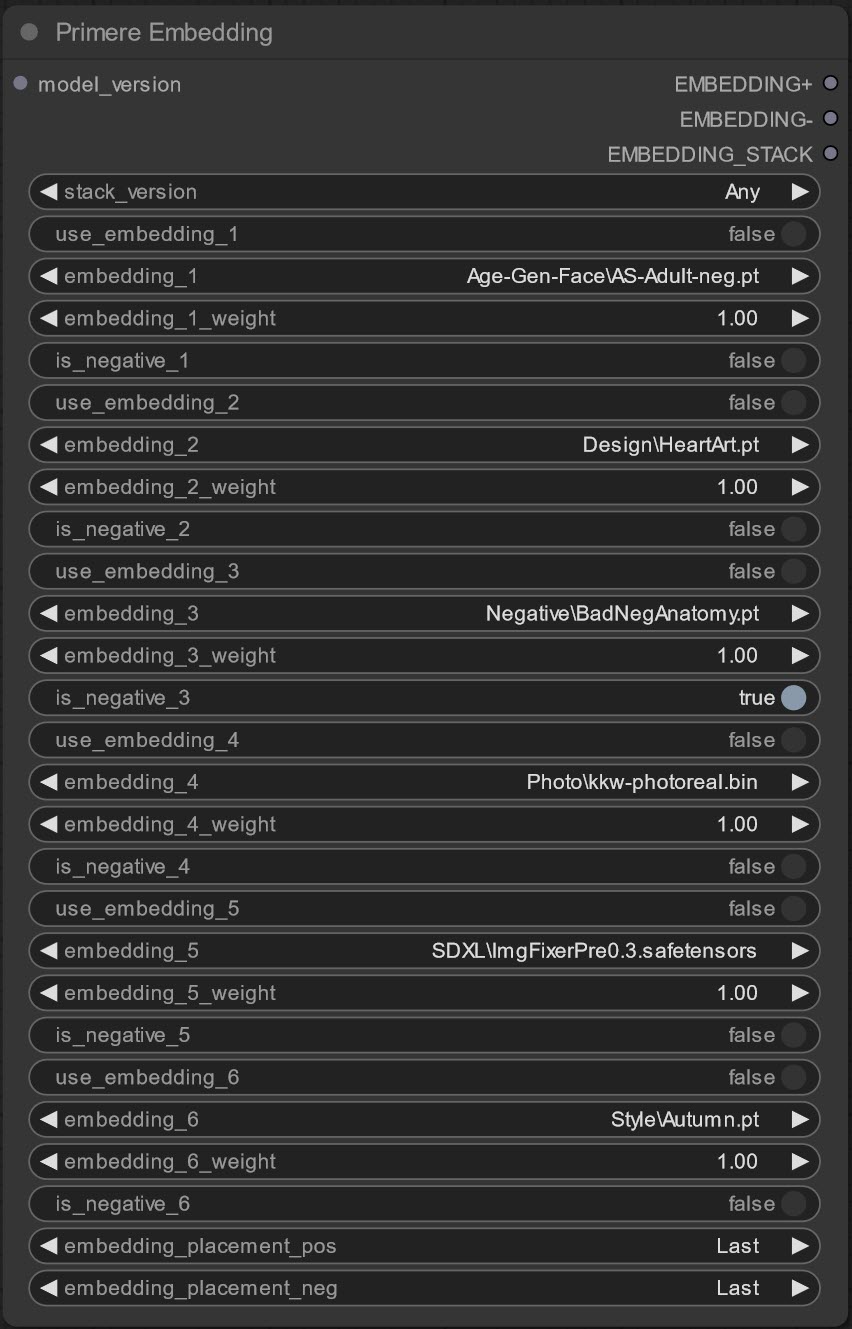 Primere Embedding
model_version EMBEDDING+
EMBEDDING-
EMBEDDING_STACK
stack_version Any
use_embedding_1 false
embedding_1 Age-Gen-Face\AS-Adult-neg.pt
embedding_1_weight 1.00
is_negative_1 false
use_embedding_2 false
embedding_2 Design\HeartArt.pt
embedding_2_weight 1.00
is_negative_2 false
use_embedding_3 false
embedding_3 Negative\BadNegAnatomy.pt
embedding_3_weight 1.00
is_negative_3 true
use_embedding_4 false
embedding_4 Photo\kkw-photoreal.bin
embedding_4_weight 1.00
is_negative_4 false
use_embedding_5 false
embedding_5 SDXL\ImgFixerPre0.3.safetensors
embedding_5_weight 1.00
is_negative_5 false
use_embedding_6 false
embedding_6 Style\Autumn.pt
embedding_6_weight 1.00
is_negative_6 false
embedding_placement_pos Last
embedding_placement_neg Last